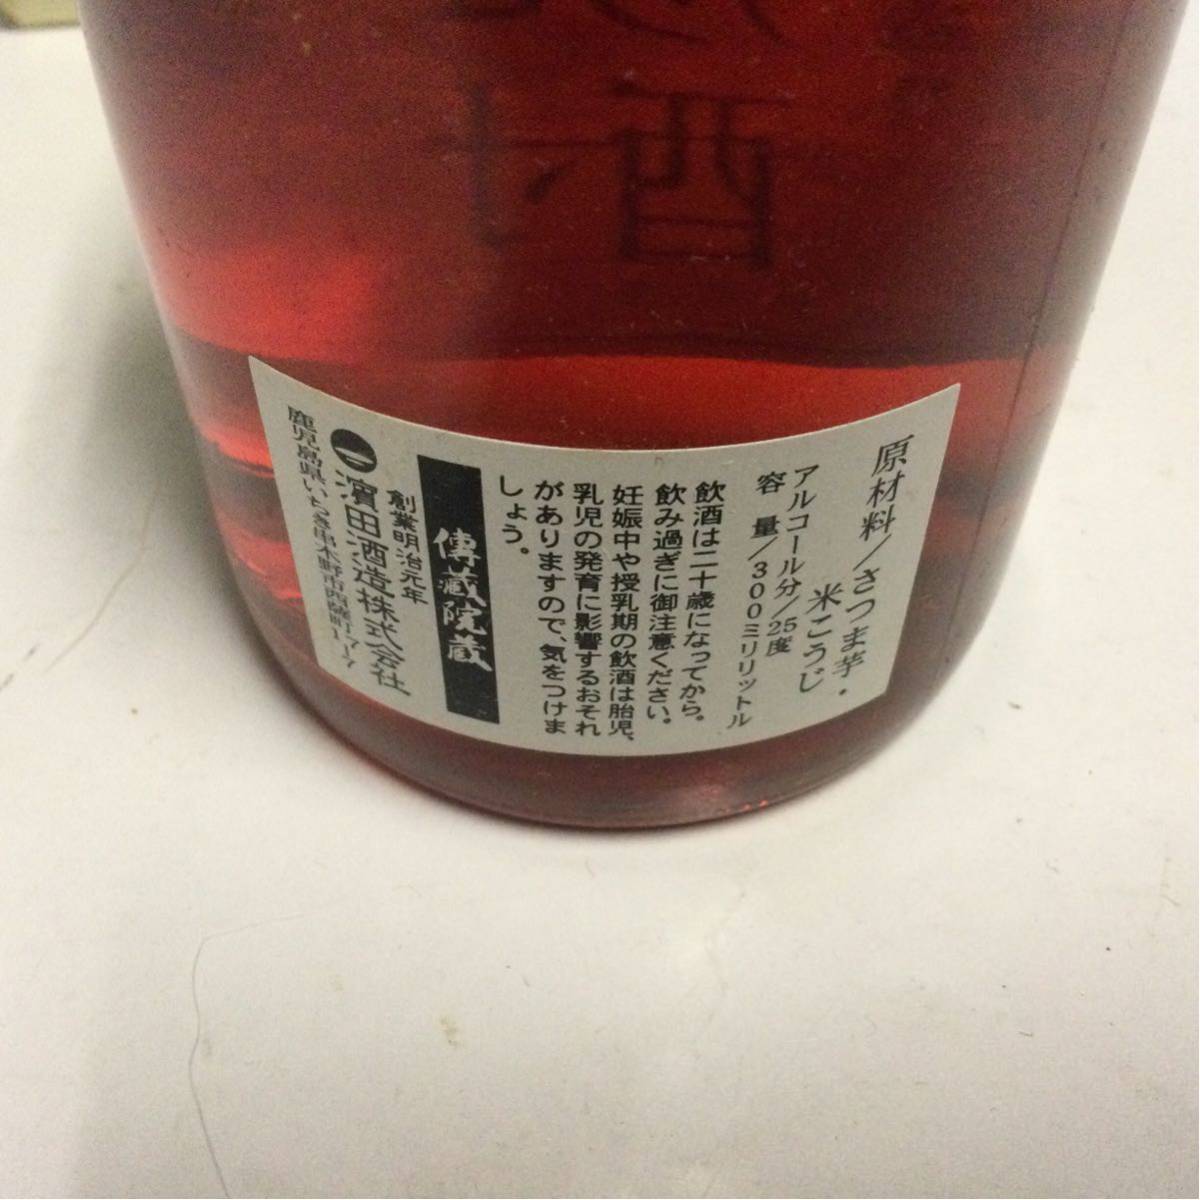 酒
原材料/さつま芋・
米こうじ
アルコール分/25度
容量/300ミリリットル
飲酒は二十歳になってから。
飲み過ぎに御注意ください。
妊娠中や授乳期の飲酒は胎児、
乳児の発育に影響するおそれ
がありますので、気をつけま
しょう。
傳藏院蔵
創業明治元年
濵田酒造株式会社
鹿児島県いちき串木野市西薩町1-7